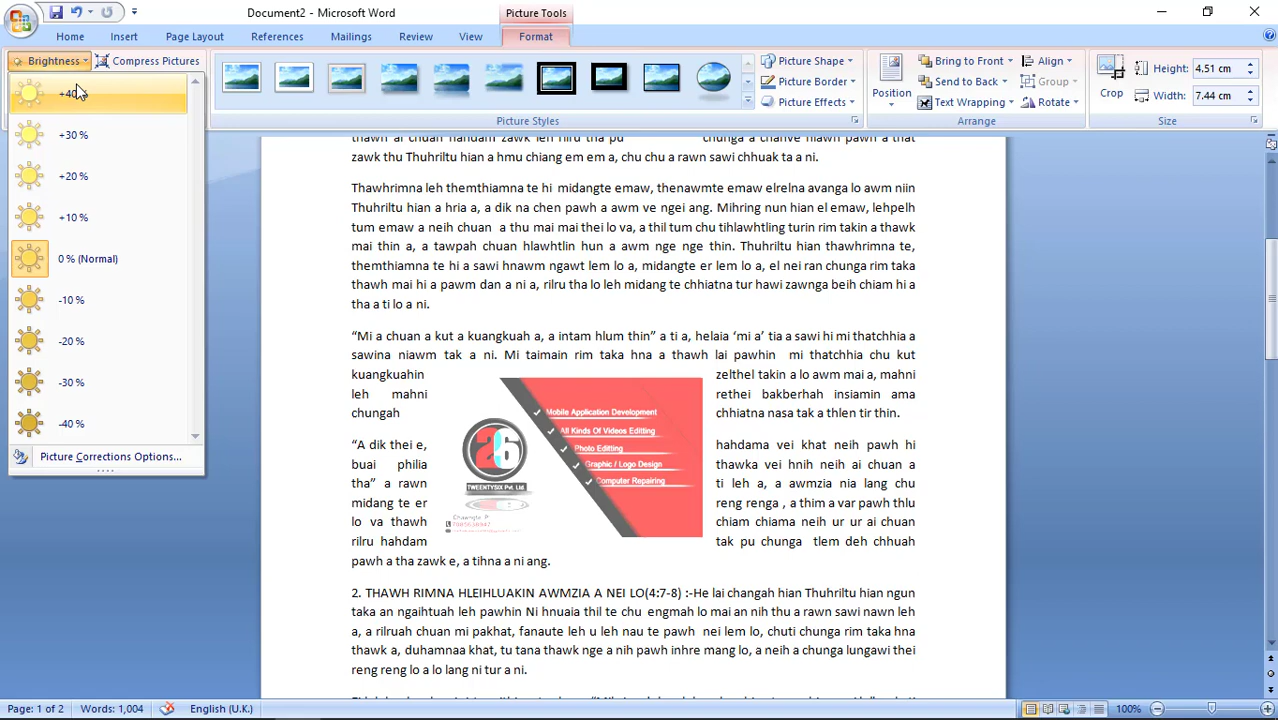 Document2 - Microsoft Word
Picture Tools
Home
Insert
Page Layout
References
Mailings
Review
View
Format
Brightness
Compress Pictures
Picture Shape
Picture Border
Picture Effects
Picture Styles
Position
Bring to Front
Send to Back
Text Wrapping
Align
Group
Rotate
Arrange
Crop
Height: 4.51 cm
Width: 7.44 cm
Size
+30 %
+20 %
+10 %
0 % (Normal)
-10 %
-20 %
-30 %
-40 %
Picture Corrections Options...
zawk thu Thuhriltu hian a hmu chiang em em a, chu chu a rawn sawi chhuak ta a ni.
Thawhrimna leh themthiamna te hi midangte emaw, thenawmte emaw elrelna avanga lo awm niin
Thuhriltu hian a hria a, a dik na chen pawh a awm ve ngei ang. Mihring nun hian el emaw, lehpelh
tum emaw a neih chuan a thu mai mai thei lo va, a thil tum chu tihlawhtling turin rim takin a thawk
mai thin a, a tawpah chuan hlawhtlin hun a awm nge nge thin. Thuhriltu hian thawhrimna te,
themthiamna te hi a sawi hnawm ngawt lem lo a, midangte er lem lo a, el nei ran chunga rim taka
thawh mai hi a pawm dan a ni a, rilru tha lo leh midang te chhiatna tur hawi zawnga beih chiam hi a
tha a ti lo a ni.
“Mi a chuan a kut a kuangkuah a, a intam hlum thin” a ti a, helaia ‘mi a’ tia a sawi hi mi thatchhia a
sawina niawm tak a ni. Mi taimain rim taka hna a thawh lai pawhin mi thatchhia chu kut
kuangkuahin zelthel takin a lo awm mai a, mahni
leh mahni rethei bakberhah insiamin ama
chungah chhiatna nasa tak a thlen tir thin.
“A dik thei e, hahdama vei khat neih pawh hi
buai philia thawka vei hnih neih ai chuan a
tha” a rawn ti leh a, a awmzia nia lang chu
midang te er reng renga , a thim a var pawh thlu
lo va thawh chiam chiama neih ur ur ai chuan
rilru hahdam tak pu chunga tlem deh chhuah
pawh a tha zawk e, a tihna a ni ang.
Mobile Application Development
All Kinds Of Videos Editting
Photo Editting
Graphic / Logo Design
Computer Repairing
26
TWEENTYSIX Pvt. Ltd
2. THAWH RIMNA HLEIHLUAKIN AWMZIA A NEI LO(4:7-8) :-He lai changah hian Thuhriltu hian ngun
taka an ngaihtuah leh pawhin Ni hnuaia thil te chu engmah lo mai an nih thu a rawn sawi nawn leh
a, a rilruah chuan mi pakhat, fanaute leh u leh nau te pawh nei lem lo, chuti chunga rim taka hna
thawk a, duhamnaa khat, tu tana thawk nge a nih pawh inhre mang lo, a neih a chunga lungawi thei
reng reng lo a lo lang ni tur a ni.
Page: 1 of 2
Words: 1,004
English (U.K.)
100%